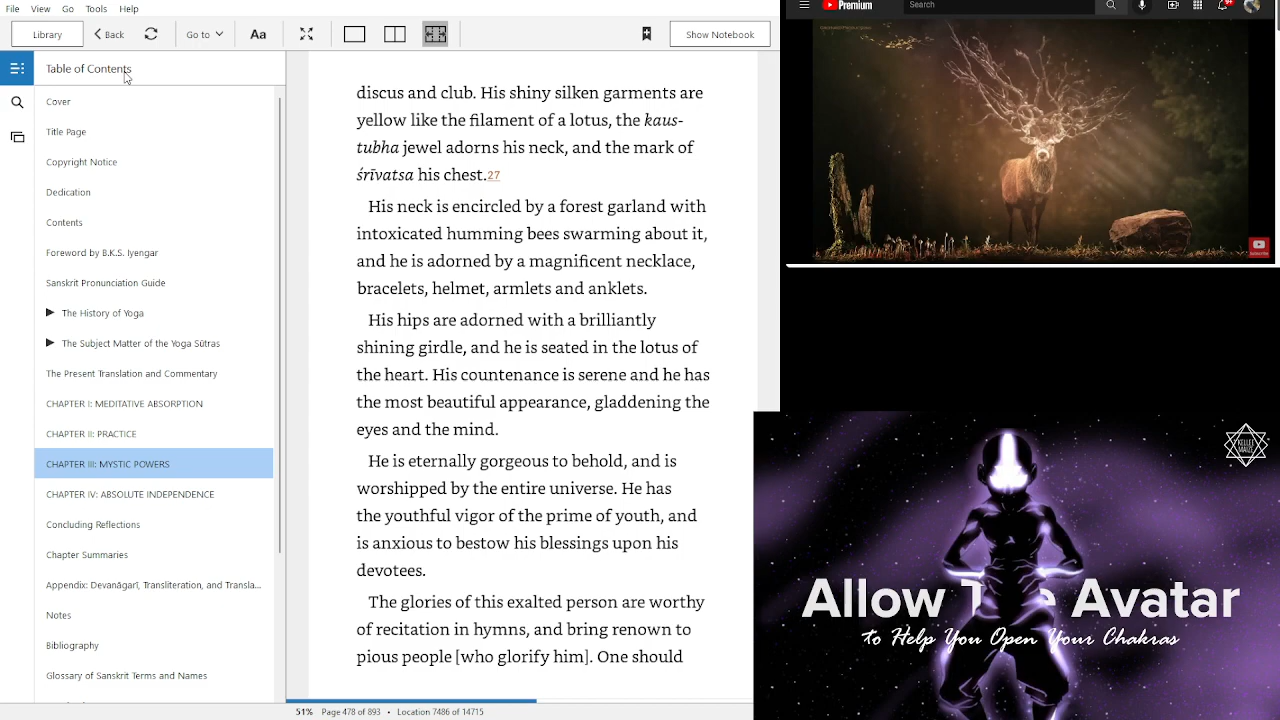 File View Go Tools Help
Library Back Go to Aa Show Notebook
Table of Contents
Cover
Title Page
Copyright Notice
Dedication
Contents
Foreword by B.K.S. Iyengar
Sanskrit Pronunciation Guide
The History of Yoga
The Subject Matter of the Yoga Sūtras
The Present Translation and Commentary
CHAPTER I: MEDITATIVE ABSORPTION
CHAPTER II: PRACTICE
CHAPTER III: MYSTIC POWERS
CHAPTER IV: ABSOLUTE INDEPENDENCE
Concluding Reflections
Chapter Summaries
Appendix: Devanāgarī, Transliteration, and Transla...
Notes
Bibliography
Glossary of Sanskrit Terms and Names
discus and club. His shiny silken garments are
yellow like the filament of a lotus, the kaus-
tubha jewel adorns his neck, and the mark of
śrīvatsa his chest.27
His neck is encircled by a forest garland with
intoxicated humming bees swarming about it,
and he is adorned by a magnificent necklace,
bracelets, helmet, armlets and anklets.
His hips are adorned with a brilliantly
shining girdle, and he is seated in the lotus of
the heart. His countenance is serene and he has
the most beautiful appearance, gladdening the
eyes and the mind.
He is eternally gorgeous to behold, and is
worshipped by the entire universe. He has
the youthful vigor of the prime of youth, and
is anxious to bestow his blessings upon his
devotees.
The glories of this exalted person are worthy
of recitation in hymns, and bring renown to
pious people [who glorify him]. One should
51% Page 478 of 893 • Location 7486 of 14715
Premium
Search
9+
Subscribe
Allow T e Avatar
to Help You Open Your Chakras